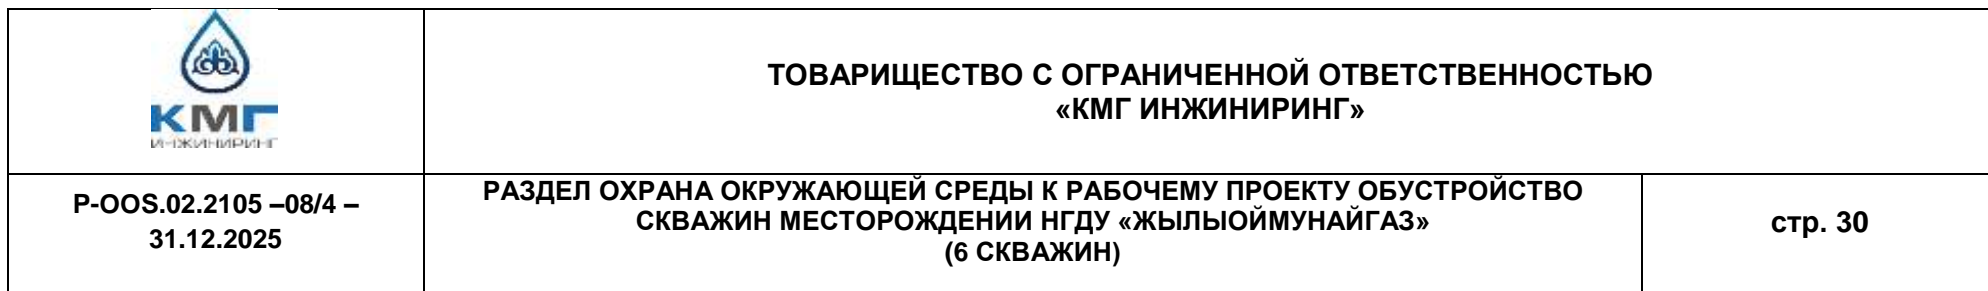 КМГ
ИНЖИНИРИНГ
ТОВАРИЩЕСТВО С ОГРАНИЧЕННОЙ ОТВЕТСТВЕННОСТЬЮ
«КМГ ИНЖИНИРИНГ»
P-OOS.02.2105 –08/4 –
31.12.2025
РАЗДЕЛ ОХРАНА ОКРУЖАЮЩЕЙ СРЕДЫ К РАБОЧЕМУ ПРОЕКТУ ОБУСТРОЙСТВО
СКВАЖИН МЕСТОРОЖДЕНИИ НГДУ «ЖЫЛЫОЙМУНАЙГАЗ»
(6 СКВАЖИН)
стр. 30